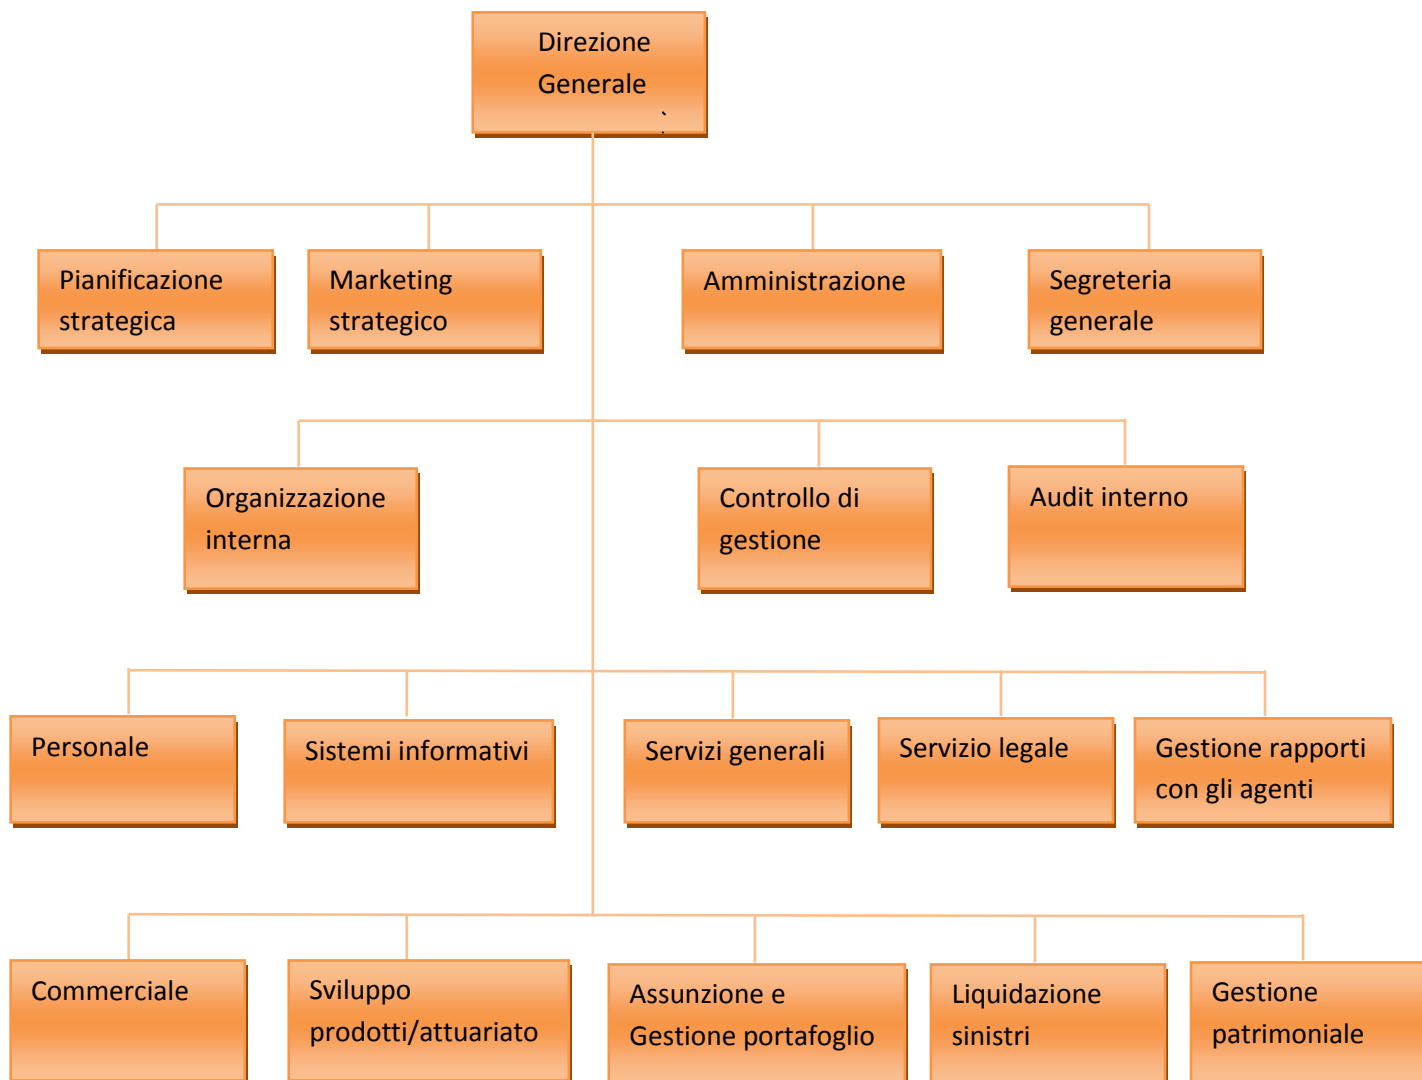 Direzione
Generale
Pianificazione
strategica
Marketing
strategico
Amministrazione
Segreteria
generale
Organizzazione
interna
Controllo di
gestione
Audit interno
Personale
Sistemi informativi
Servizi generali
Servizio legale
Gestione rapporti
con gli agenti
Commerciale
Sviluppo
prodotti/attuariato
Assunzione e
Gestione portafoglio
Liquidazione
sinistri
Gestione
patrimoniale